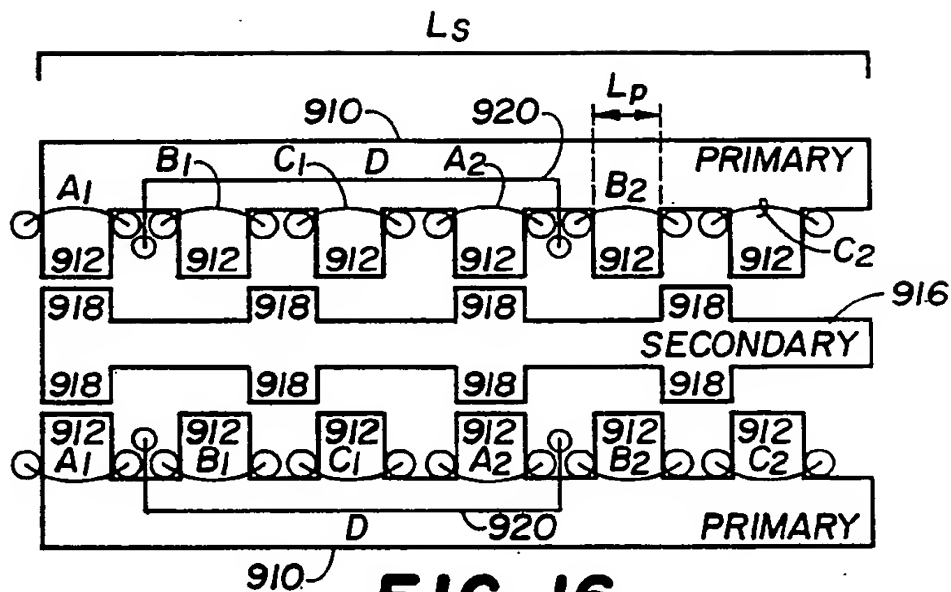 LS
910 920 Lp
A1 B1 C1 D A2 B2 PRIMARY
912 912 912 912 912 912 C2
918 918 918 918 916
SECONDARY
918 918 918 918
912 912 912 912 912 912
A1 B1 C1 A2 B2 C2
D 920 PRIMARY
910
FIG. 16